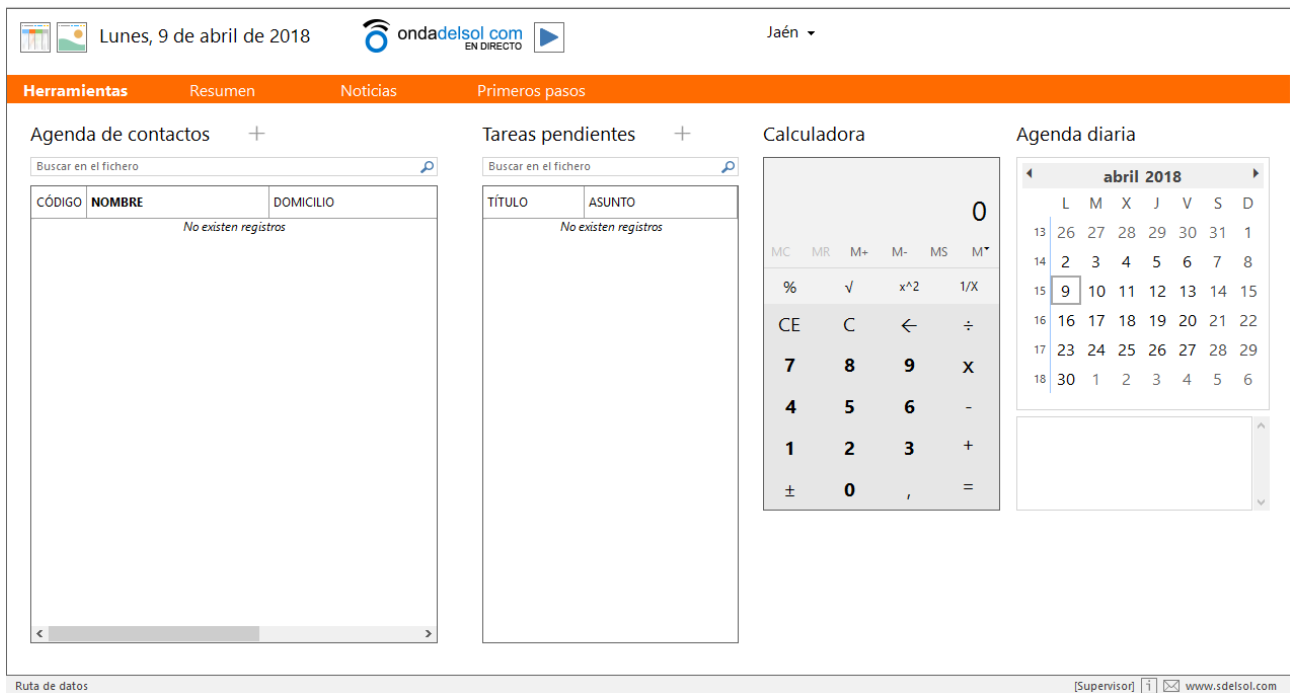 Lunes, 9 de abril de 2018
ondadelsol com
EN DIRECTO
Jaén
Herramientas Resumen Noticias Primeros pasos
Agenda de contactos
Buscar en el fichero
CÓDIGO NOMBRE DOMICILIO
No existen registros
Tareas pendientes
Buscar en el fichero
TÍTULO ASUNTO
No existen registros
Calculadora
0
MC MR M+ M- MS M
% √ x^2 1/X
CE C ← ÷
7 8 9 x
4 5 6 -
1 2 3 +
± 0 , =
Agenda diaria
abril 2018
L M X J V S D
13 26 27 28 29 30 31 1
14 2 3 4 5 6 7 8
15 9 10 11 12 13 14 15
16 16 17 18 19 20 21 22
17 23 24 25 26 27 28 29
18 30 1 2 3 4 5 6
Ruta de datos [Supervisor] i www.sdelsol.com